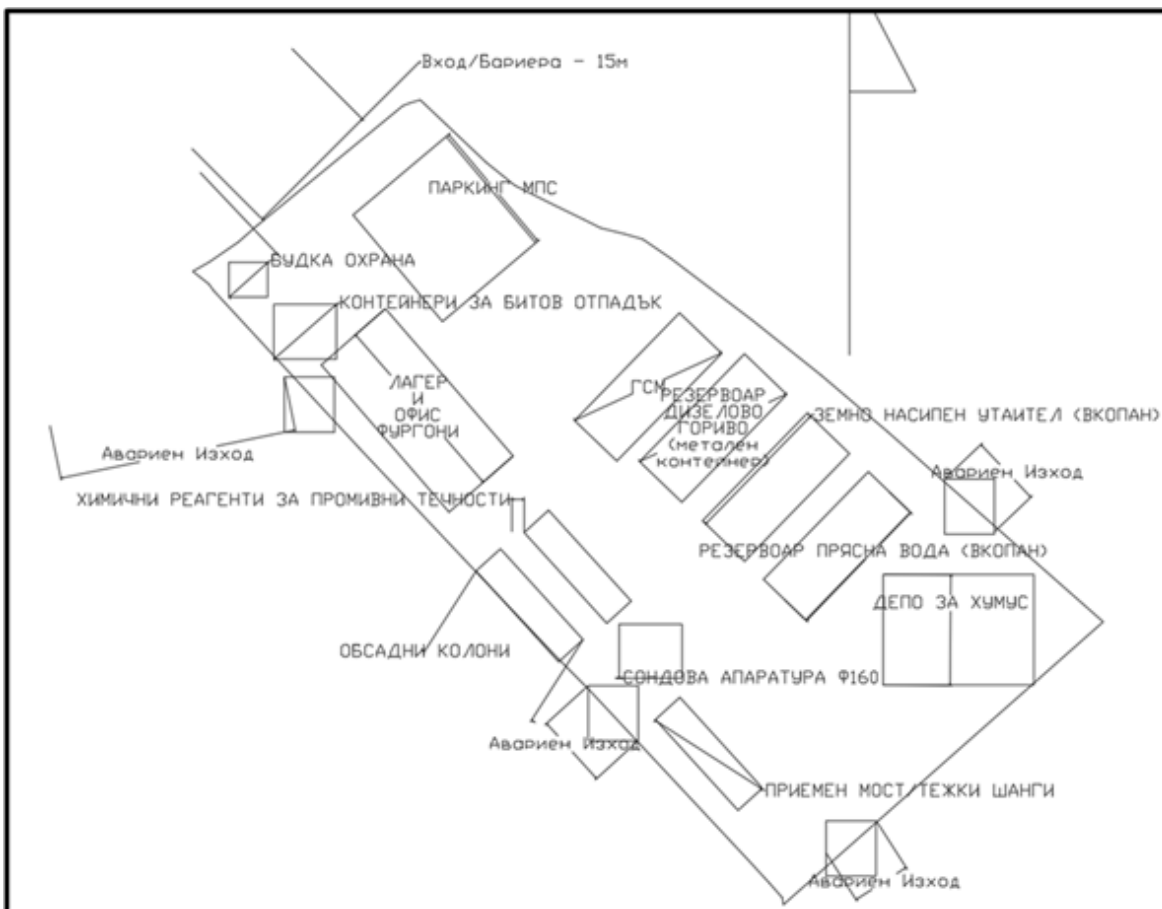 Вход/Бариера - 15м
ПАРКИНГ МПС
БУДКА ОХРАНА
КОНТЕЙНЕРИ ЗА БИТОВ ОТПАДЪК
ЛАГЕР
И
ОФИС
ФУРГОНИ
ГСМ
РЕЗЕРВОАР
ДИЗЕЛОВО
ГОРИВО
(метален
контейнер)
ЗЕМНО НАСИПЕН УТАИТЕЛ (ВКОПАН)
Авариен Изход
Авариен Изход
ХИМИЧНИ РЕАГЕНТИ ЗА ПРОМИВНИ ТЕЧНОСТИ
РЕЗЕРВОАР ПРЯСНА ВОДА (ВКОПАН)
ДЕПО ЗА ХУМУС
ОБСАДНИ КОЛОНИ
СОНДОВА АПАРАТУРА Ф160
Авариен Изход
ПРИЕМЕН МОСТ/ТЕЖКИ ЩАНГИ
Авариен Изход